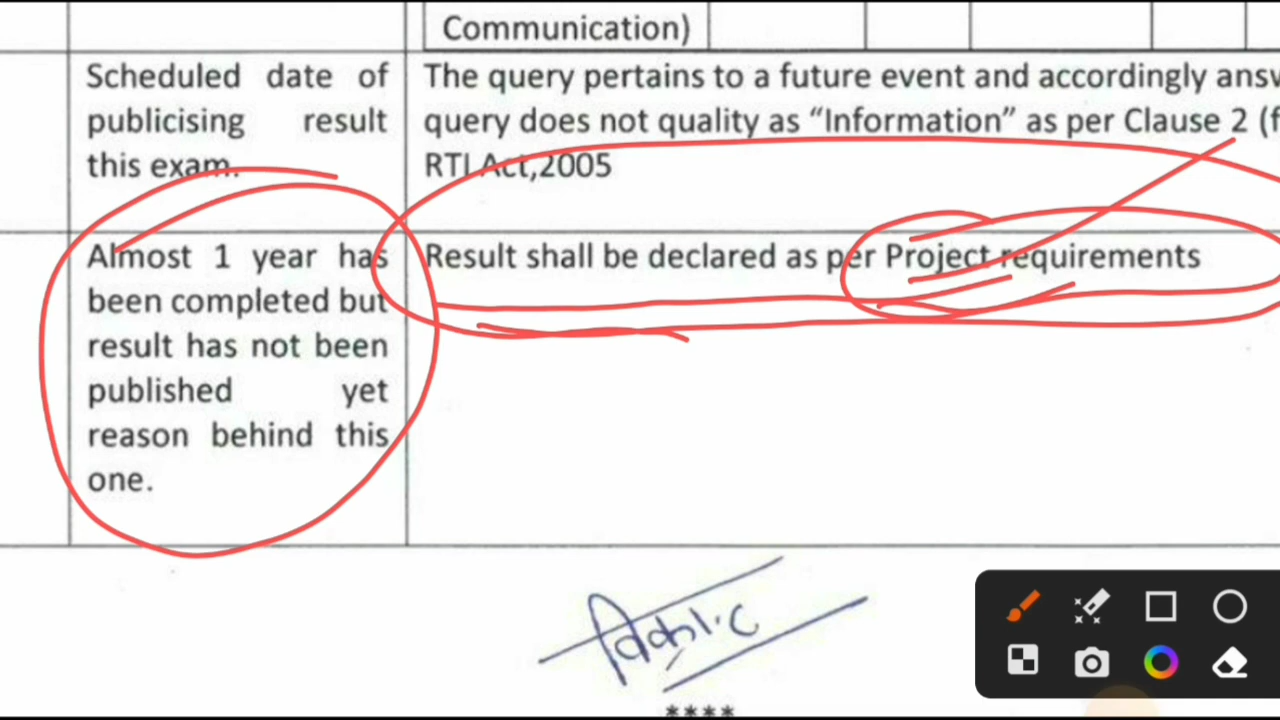 Communication)
Scheduled date of
publicising result
this exam.
The query pertains to a future event and accordingly
query does not quality as "Information" as per Clause 2
RTI Act,2005
Almost 1 year has
been completed but
result has not been
published yet
reason behind this
one.
Result shall be declared as per Project requirements
****